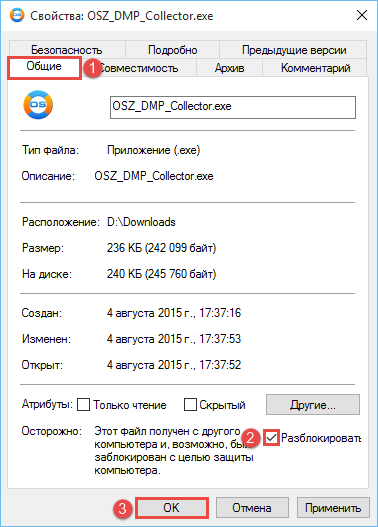 Свойства: OSZ_DMP_Collector.exe
Безопасность Подробно Предыдущие версии
Общие 1 Совместимость Архив Комментарий
OS OSZ_DMP_Collector.exe
Тип файла: Приложение (.exe)
Описание: OSZ_DMP_Collector.exe
Расположение: D:\Downloads
Размер: 236 КБ (242 099 байт)
На диске: 240 КБ (245 760 байт)
Создан: 4 августа 2015 г., 17:37:16
Изменен: 4 августа 2015 г., 17:37:53
Открыт: 4 августа 2015 г., 17:37:52
Атрибуты: Только чтение Скрытый Другие...
Осторожно: Этот файл получен с другого
компьютера и, возможно, был 2 Разблокировать
заблокирован с целью защиты
компьютера.
3 OK Отмена Применить